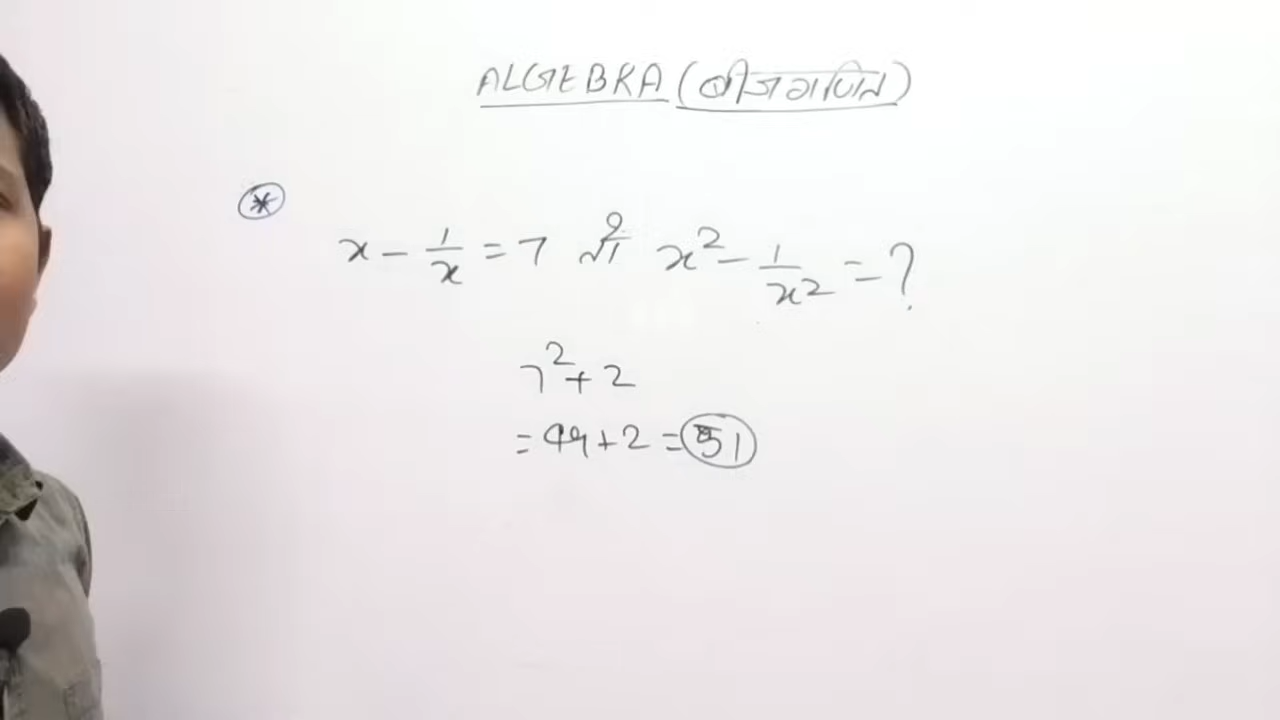 ALGEBRA (बीजगणित)
*
x - 1/x = 7 तो x² - 1/x² = ?
7² + 2
= 49 + 2 = 51